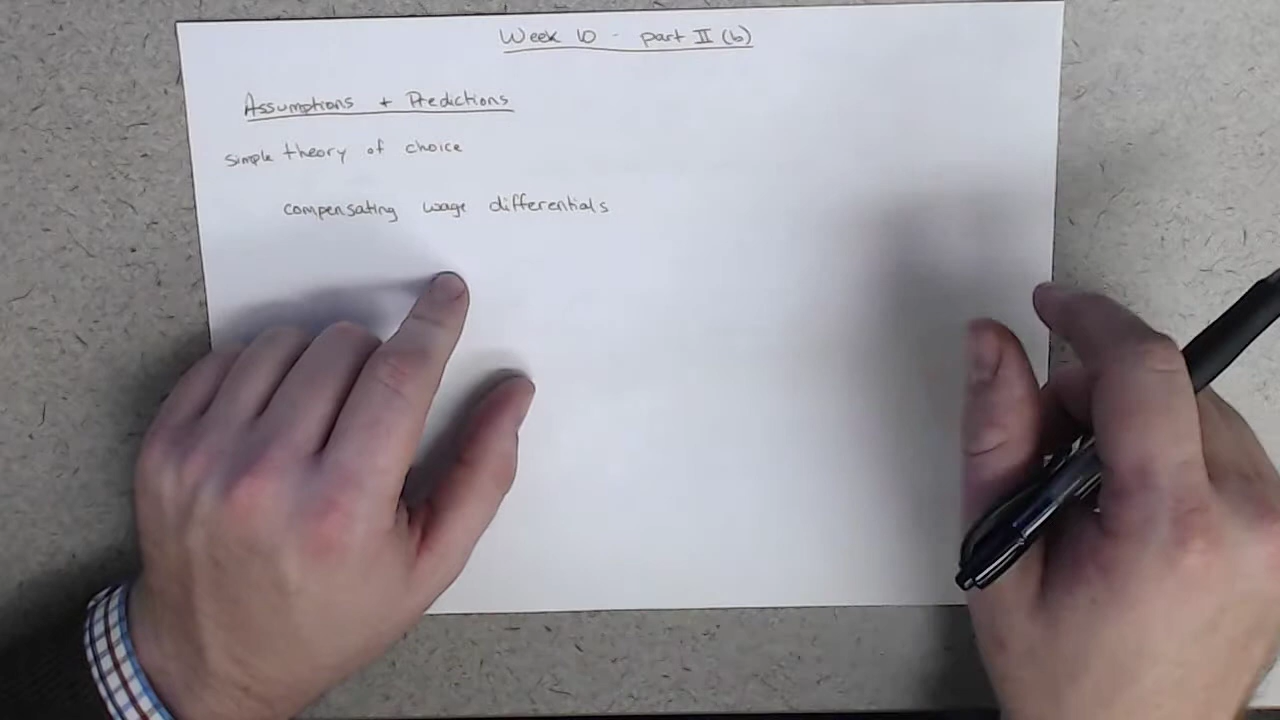 Week 10 - part II (b)
Assumptions + Predictions
simple theory of choice
compensating wage differentials